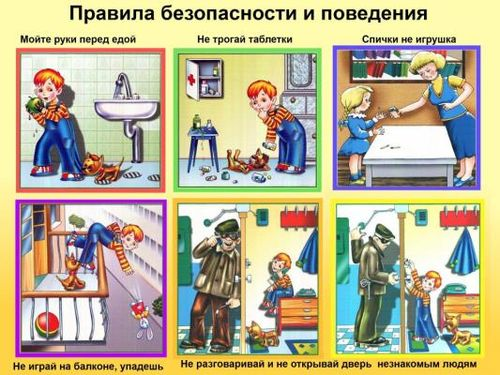 Правила безопасности и поведения
Мойте руки перед едой
Не трогай таблетки
Спички не игрушка
Не играй на балконе, упадешь
Не разговаривай и не открывай дверь незнакомым людям